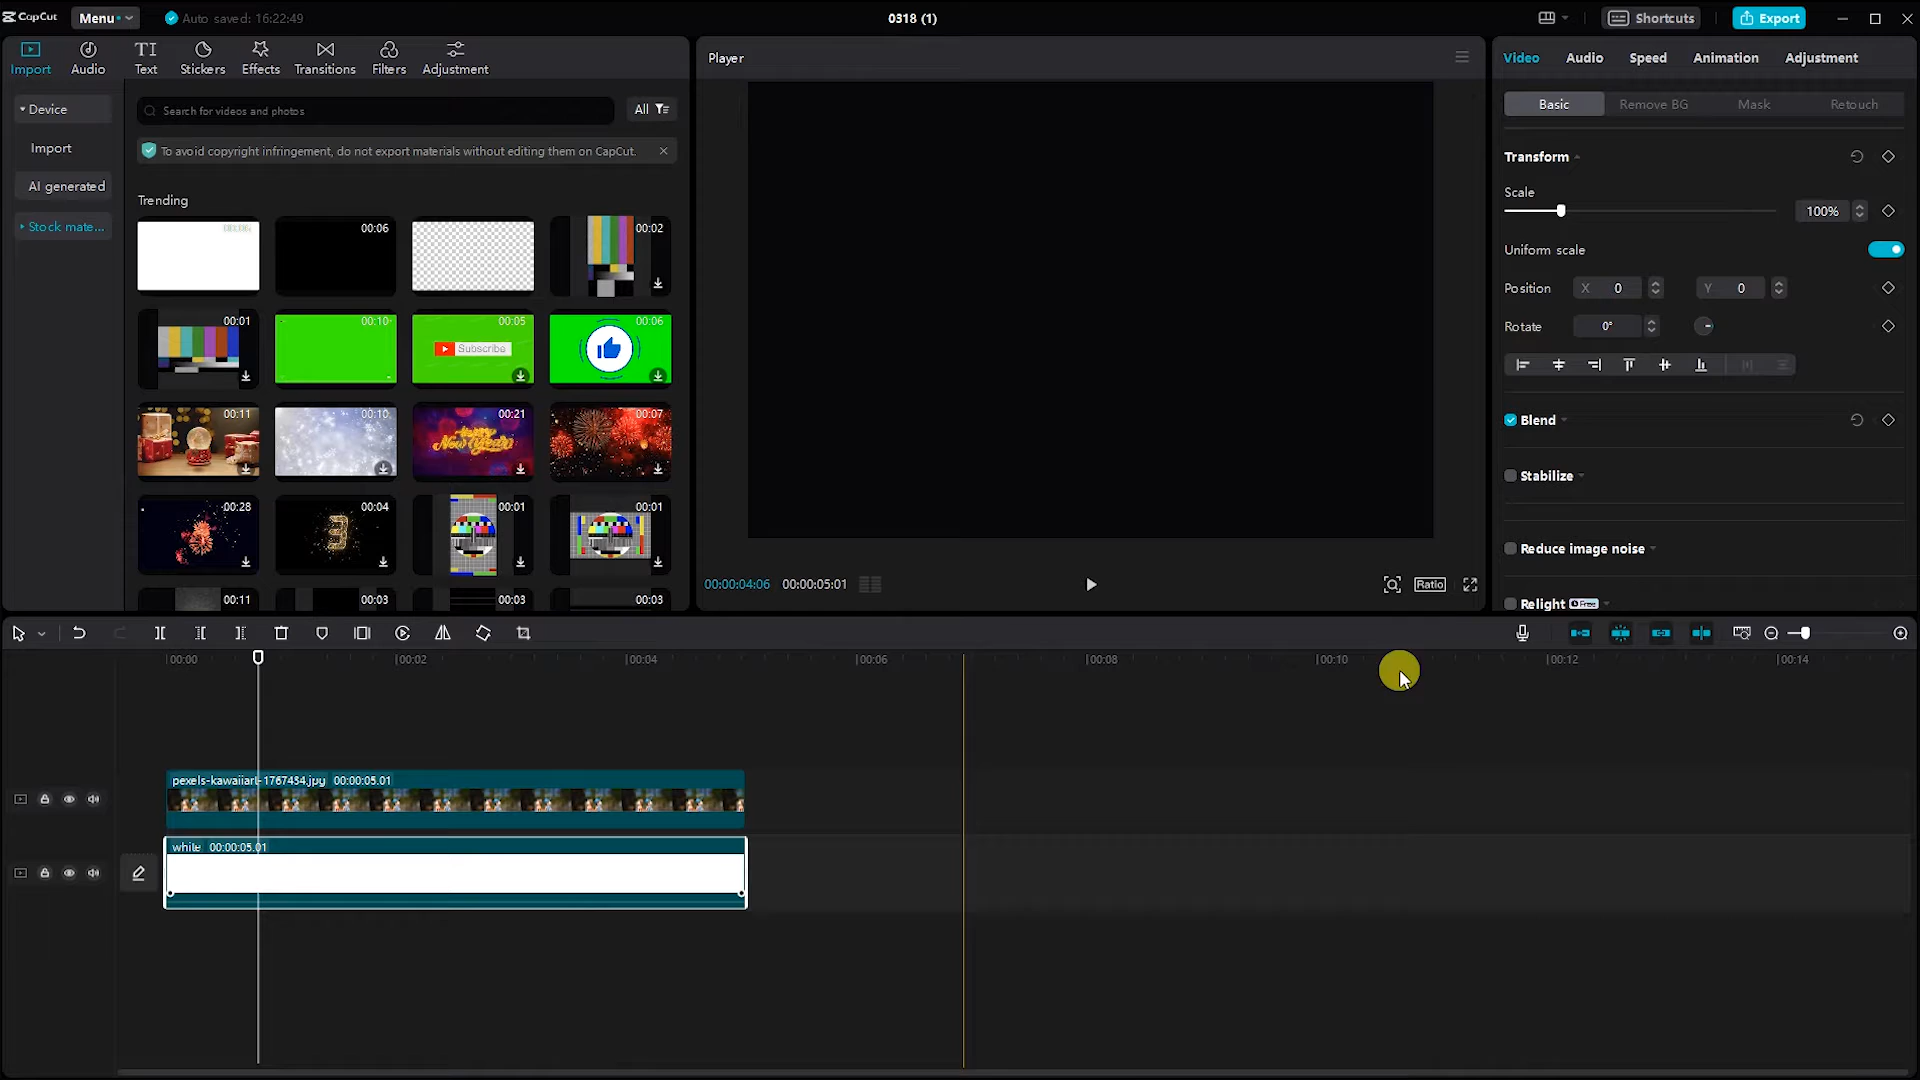 CapCut
Menu
Auto saved: 16:22:49
0318 (1)
Shortcuts
Export
Import
Audio
Text
Stickers
Effects
Transitions
Filters
Adjustment
Device
Import
AI generated
Stock mate...
Search for videos and photos
All
To avoid copyright infringement, do not export materials without editing them on CapCut.
Trending
00:06
00:02
00:01
00:10
00:05
Subscribe
00:06
00:11
00:10
00:21
Happy
New Year
00:07
00:28
00:04
3
00:01
00:01
00:11
00:03
00:03
00:03
Player
00:00:04:06
00:00:05:01
Ratio
Video
Audio
Speed
Animation
Adjustment
Basic
Remove BG
Mask
Retouch
Transform
Scale
100%
Uniform scale
Position
X 0
Y 0
Rotate
0°
Blend
Stabilize
Reduce image noise
Relight
Free
00:00
00:02
00:04
00:06
00:08
00:10
00:12
00:14
pexels-kawaiiart-1767434.jpg 00:00:05:01
white 00:00:05:01